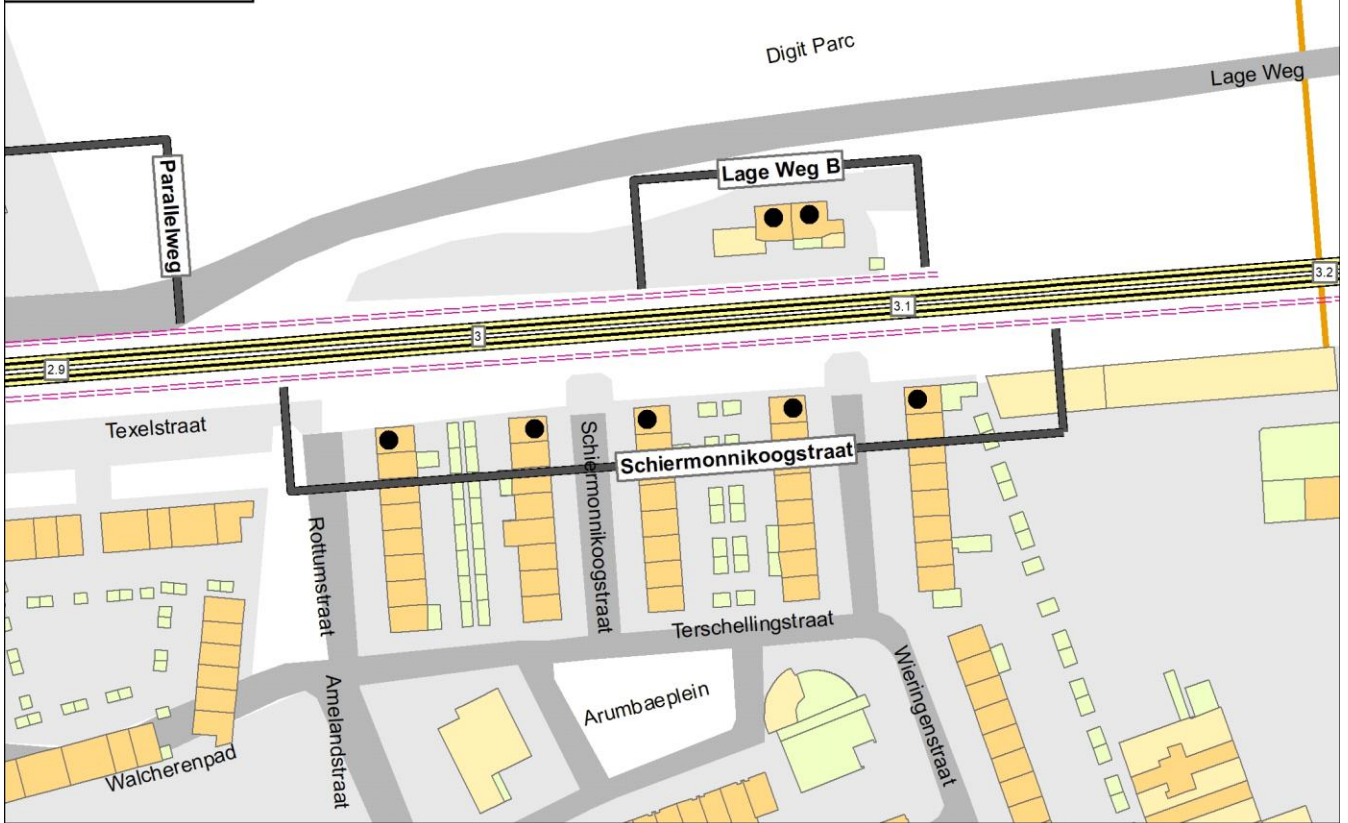 Digit Parc
Lage Weg
Parallelweg
Lage Weg B
3.2
3.1
3
2.9
Texelstraat
Schiermonnikoogstraat
Schiermonnikoogstraat
Rottumstraat
Terschellingstraat
Wieringenstraat
Amelandstraat
Arumbaeplein
Walcherenpad